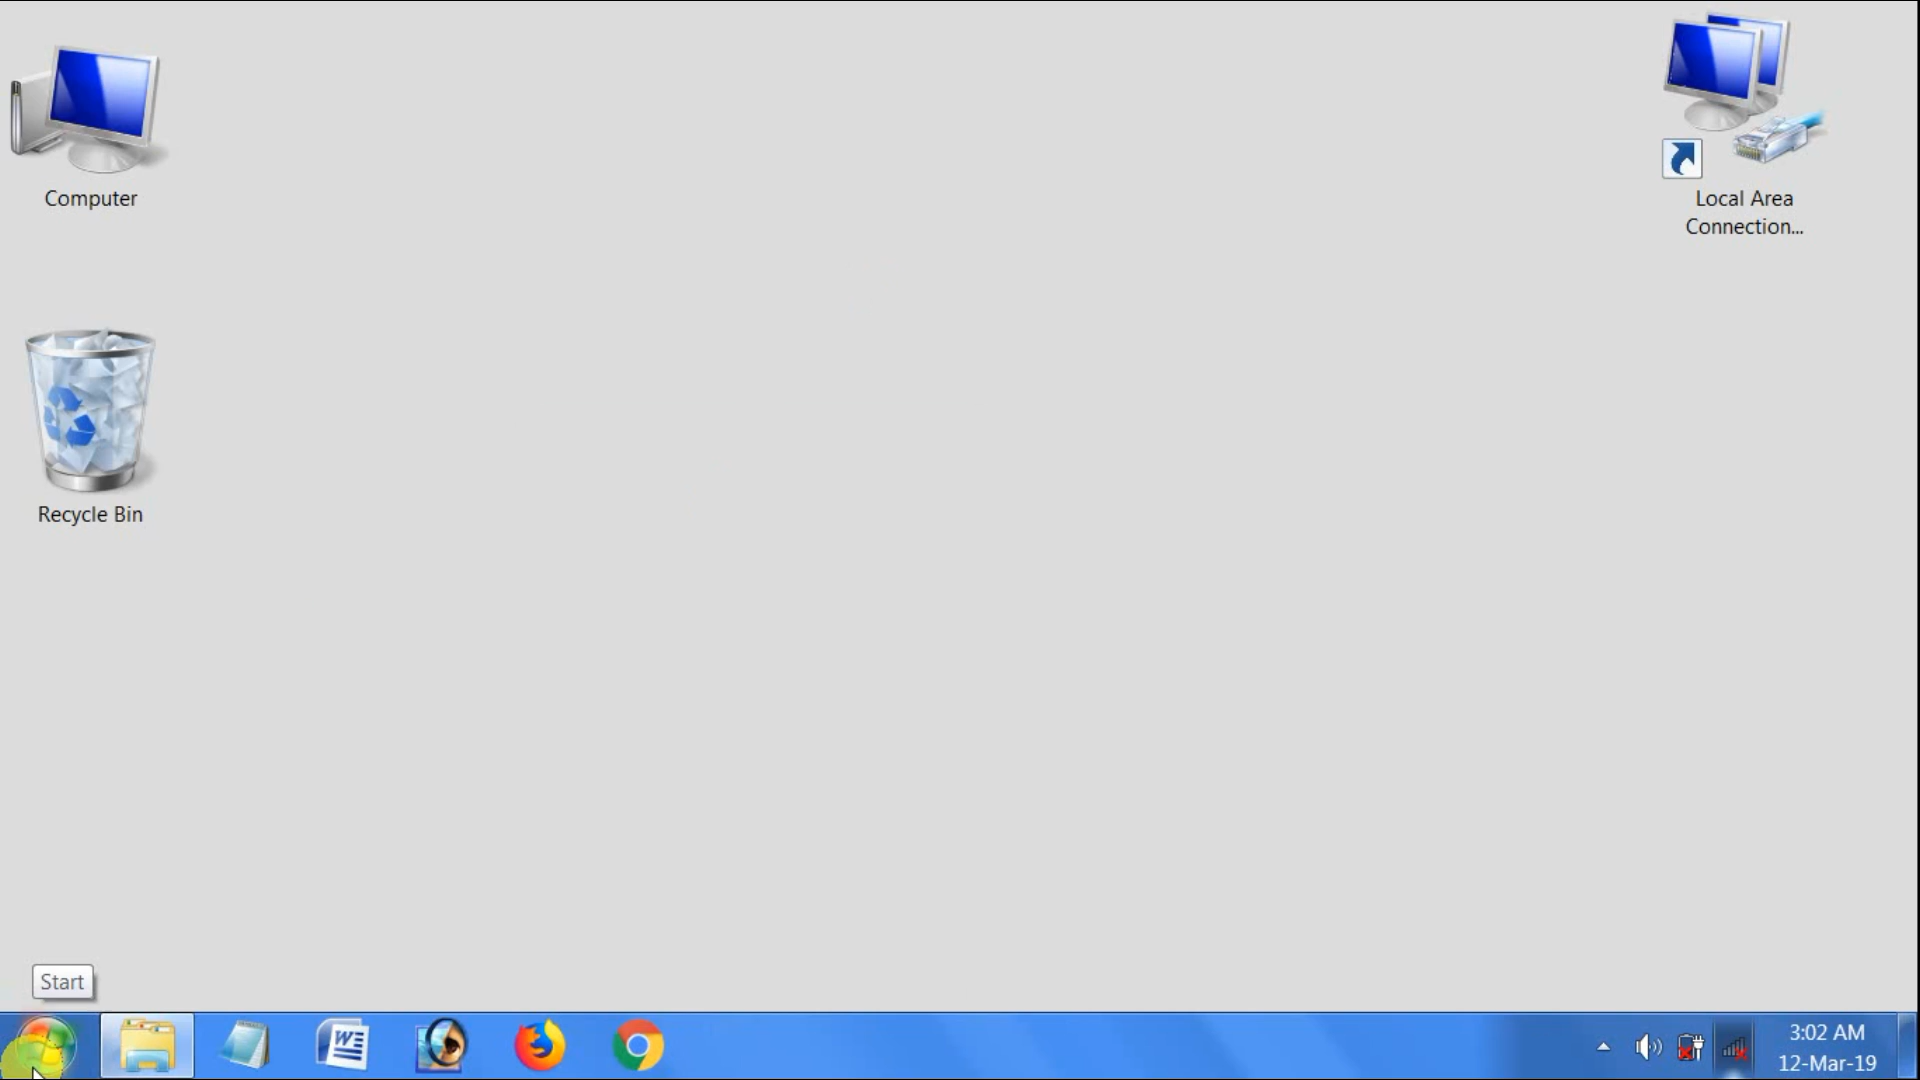 Computer
Local Area
Connection...
Recycle Bin
Start
W
3:02 AM
12-Mar-19